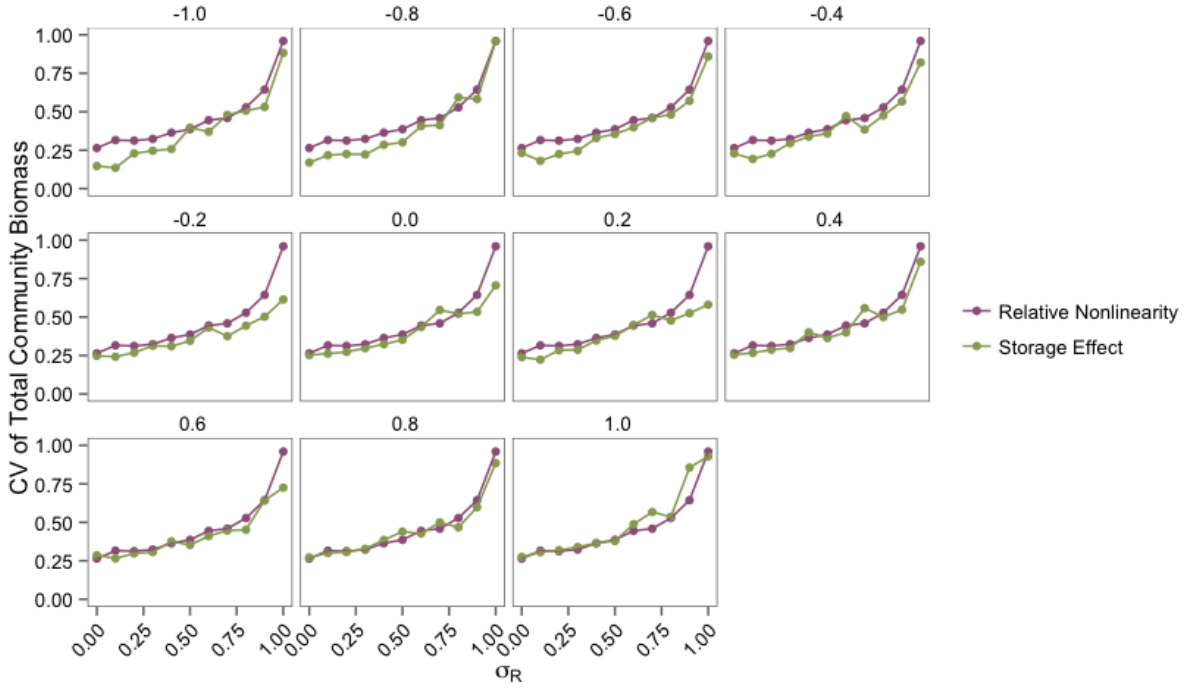 -1.0 -0.8 -0.6 -0.4
1.00
0.75
0.50
0.25
0.00
-0.2 0.0 0.2 0.4
1.00
0.75
0.50
0.25
0.00
0.6 0.8 1.0
1.00
0.75
0.50
0.25
0.00
0.00 0.25 0.50 0.75 1.00 0.00 0.25 0.50 0.75 1.00 0.00 0.25 0.50 0.75 1.00
σR
CV of Total Community Biomass
Relative Nonlinearity
Storage Effect